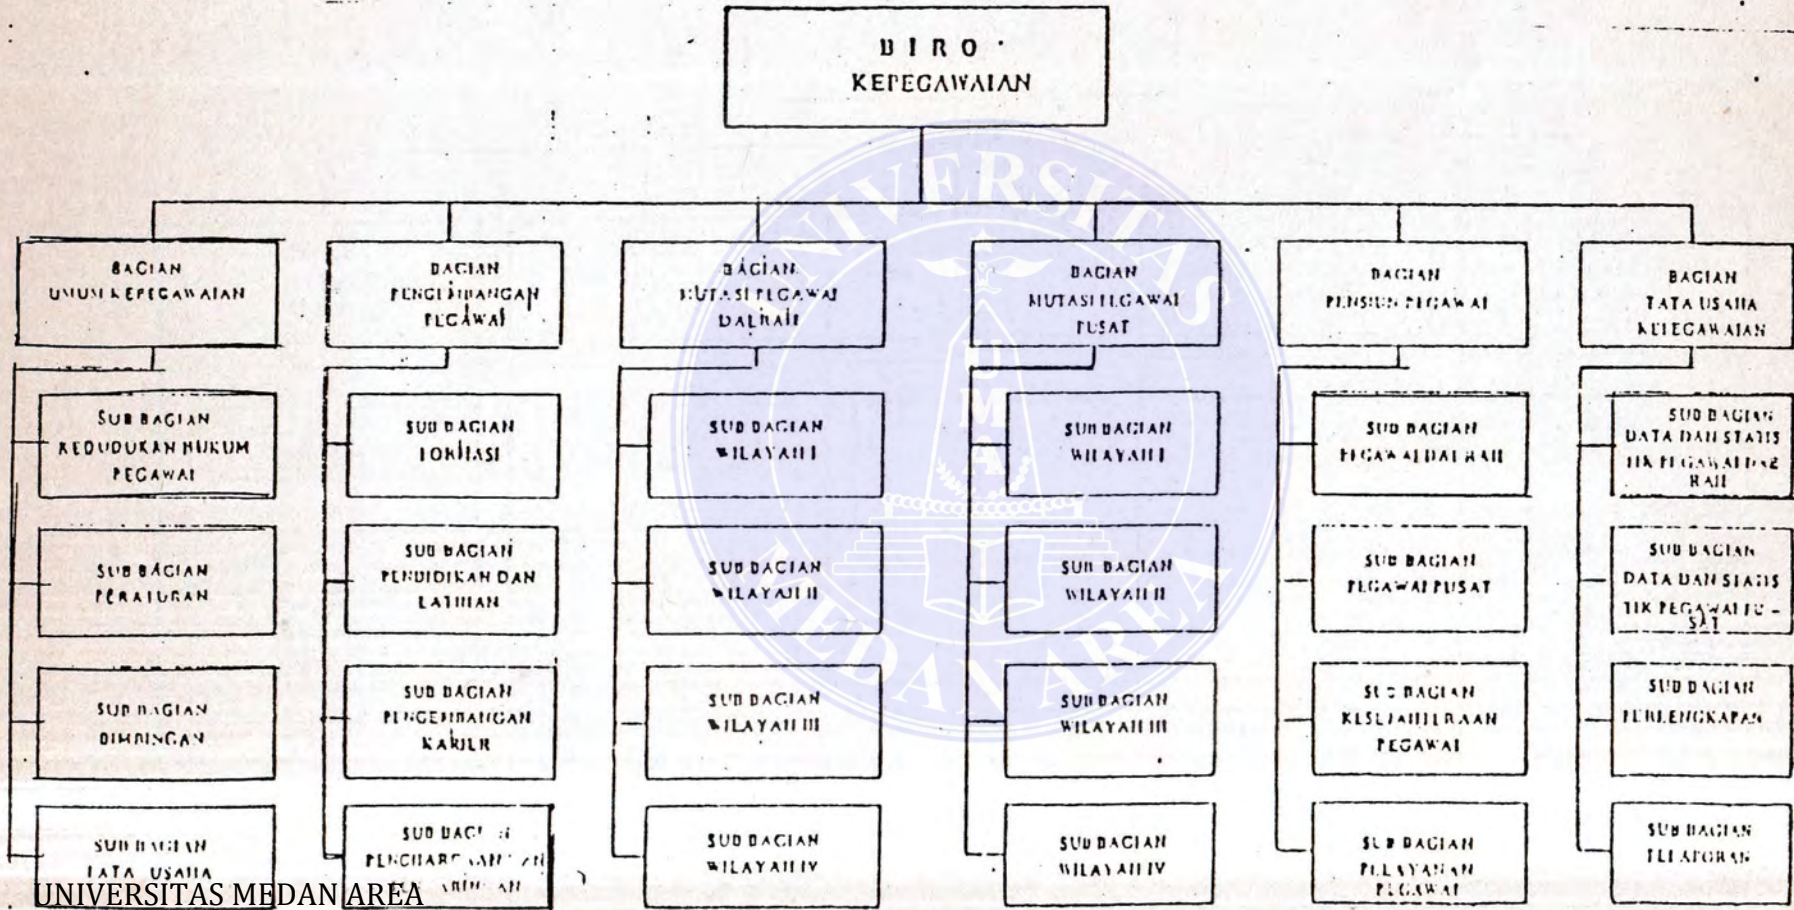 BIRO
KEPEGAWAIAN
BAGIAN
UMUM KEPEGAWAIAN
BAGIAN
PENGEMBANGAN
PEGAWAI
BAGIAN
MUTASI PEGAWAI
DAERAH
BAGIAN
MUTASI PEGAWAI
PUSAT
BAGIAN
PENSIUN PEGAWAI
BAGIAN
TATA USAHA
KEPEGAWAIAN
SUB BAGIAN
KEDUDUKAN HUKUM
PEGAWAI
SUB BAGIAN
FORMASI
SUB BAGIAN
WILAYAH I
SUB BAGIAN
WILAYAH I
SUB BAGIAN
PEGAWAI DAERAH
SUB BAGIAN
DATA DAN STATIS
TIK PEGAWAI DAE
RAH
SUB BAGIAN
PERATURAN
SUB BAGIAN
PENDIDIKAN DAN
LATIHAN
SUB BAGIAN
WILAYAH II
SUB BAGIAN
WILAYAH II
SUB BAGIAN
PEGAWAI PUSAT
SUB BAGIAN
DATA DAN STATIS
TIK PEGAWAI PU -
SAT
SUB BAGIAN
BIMBINGAN
SUB BAGIAN
PENGEMBANGAN
KARIER
SUB BAGIAN
WILAYAH III
SUB BAGIAN
WILAYAH III
SUB BAGIAN
KESEJAHTERAAN
PEGAWAI
SUB BAGIAN
PERLENGKAPAN
SUB BAGIAN
TATA USAHA
SUB BAGIAN
SUB BAGIAN
WILAYAH IV
SUB BAGIAN
WILAYAH IV
SUB BAGIAN
PELAYANAN
PEGAWAI
SUB BAGIAN
PELAPORAN
UNIVERSITAS
UMA
MEDAN AREA
UNIVERSITAS MEDAN AREA